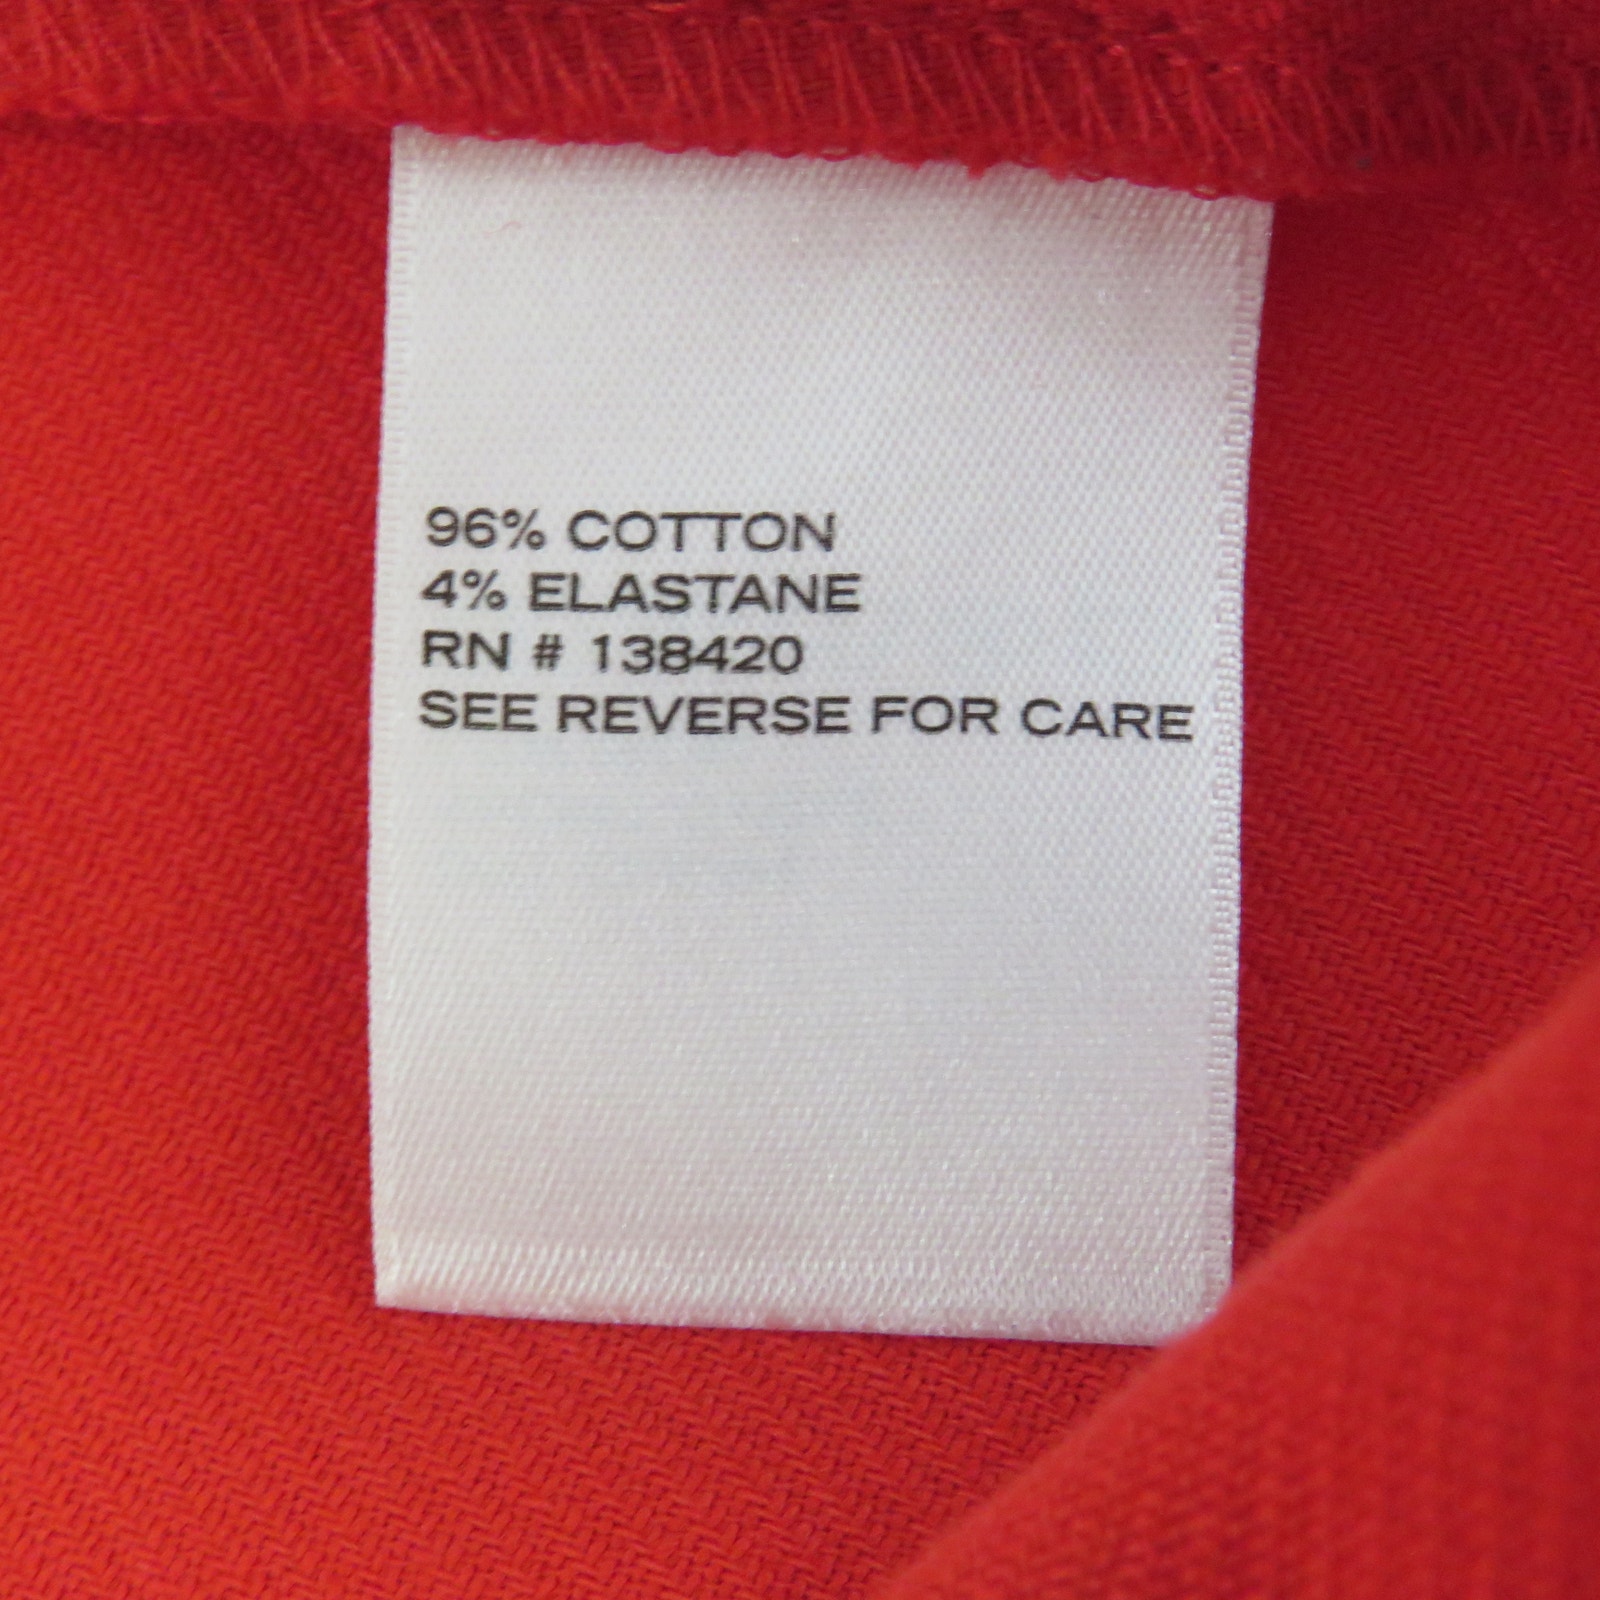 96% COTTON
4% ELASTANE
RN # 138420
SEE REVERSE FOR CARE